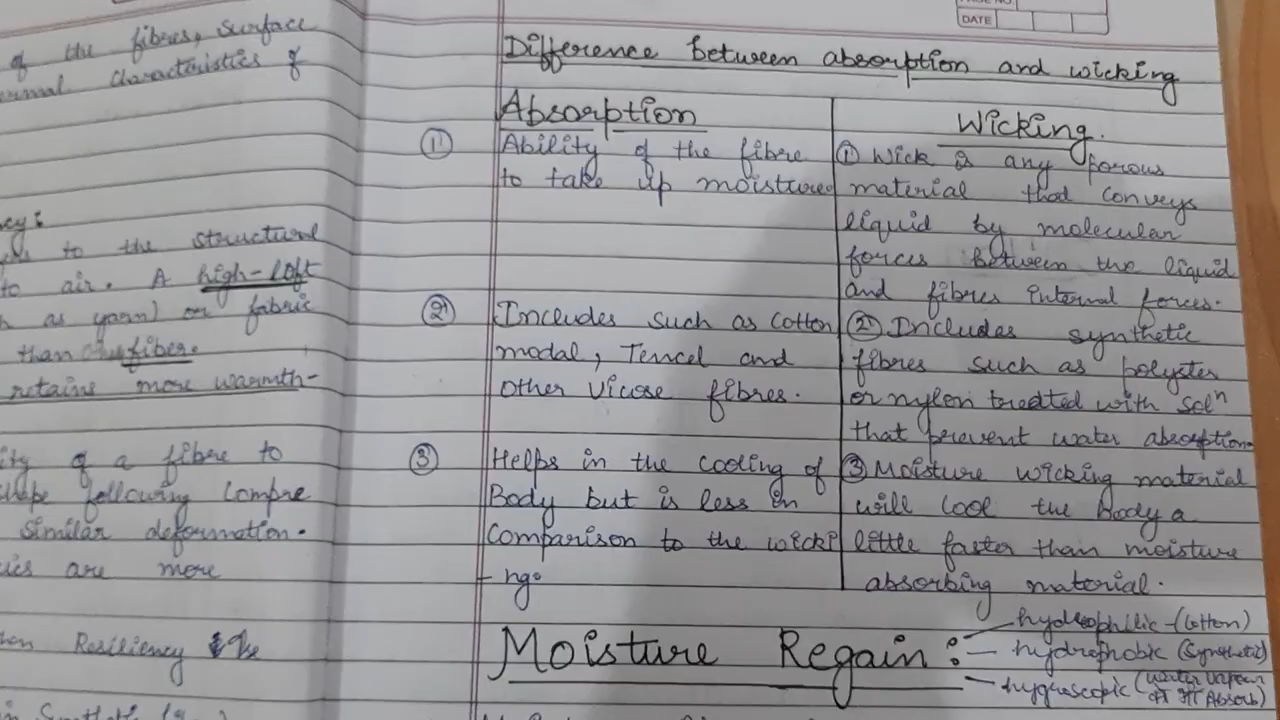 of the fibres, surface
characteristics of
to the structural
to air. A high-loft
as yarn) or fabric
than fiber.
retains more warmth-
of a fibre to
following compre
similar deformation.
are more
Resiliency
DATE
Difference between absorption and wicking
Absorption
① Ability of the fibre
to take up moisture
② Includes such as Cotton
modal, Tencel and
other Vicose fibres.
③ Helps in the cooling of
Body but is less in
Comparison to the wicki
-ng.
Wicking.
① Wick is any porous
material that conveys
liquid by molecular
forces between the liquid
and fibres internal forces.
② Includes synthetic
fibres such as polyster
or nylon treated with solⁿ
that prevent water absorption
③ Moisture wicking material
will cool the Body a
little faster than moisture
absorbing material.
Moisture Regain:
hydrophilic-(Cotton)
- hydrophobic (Synthetic)
- hygroscopic (water vapour
Absorb)